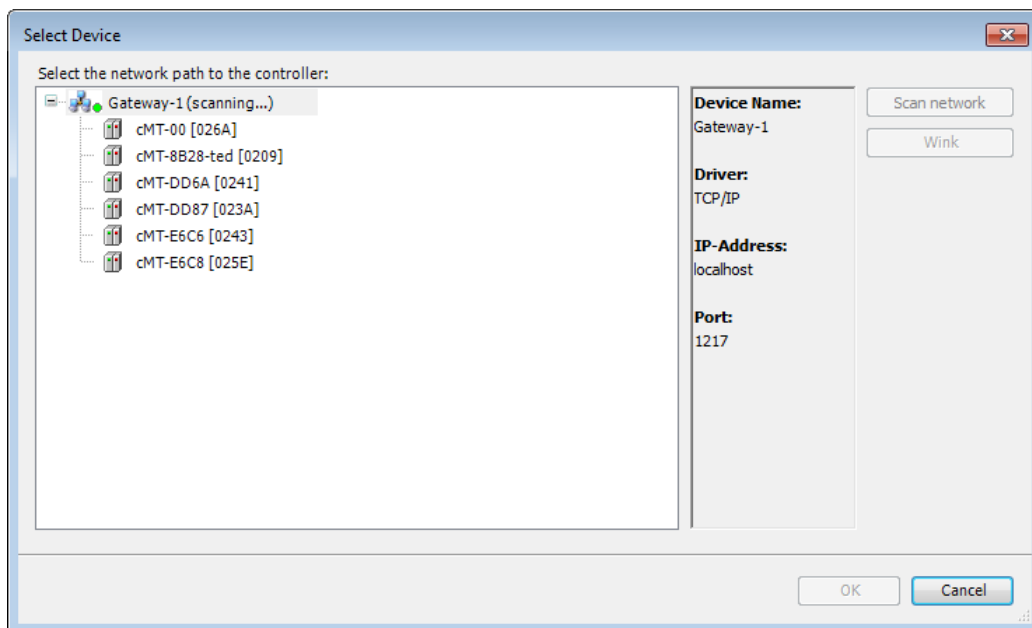 Select Device
Select the network path to the controller:
Gateway-1 (scanning...)
cMT-00 [026A]
cMT-8B28-ted [0209]
cMT-DD6A [0241]
cMT-DD87 [023A]
cMT-E6C6 [0243]
cMT-E6C8 [025E]
Device Name:
Gateway-1
Driver:
TCP/IP
IP-Address:
localhost
Port:
1217
Scan network
Wink
OK
Cancel